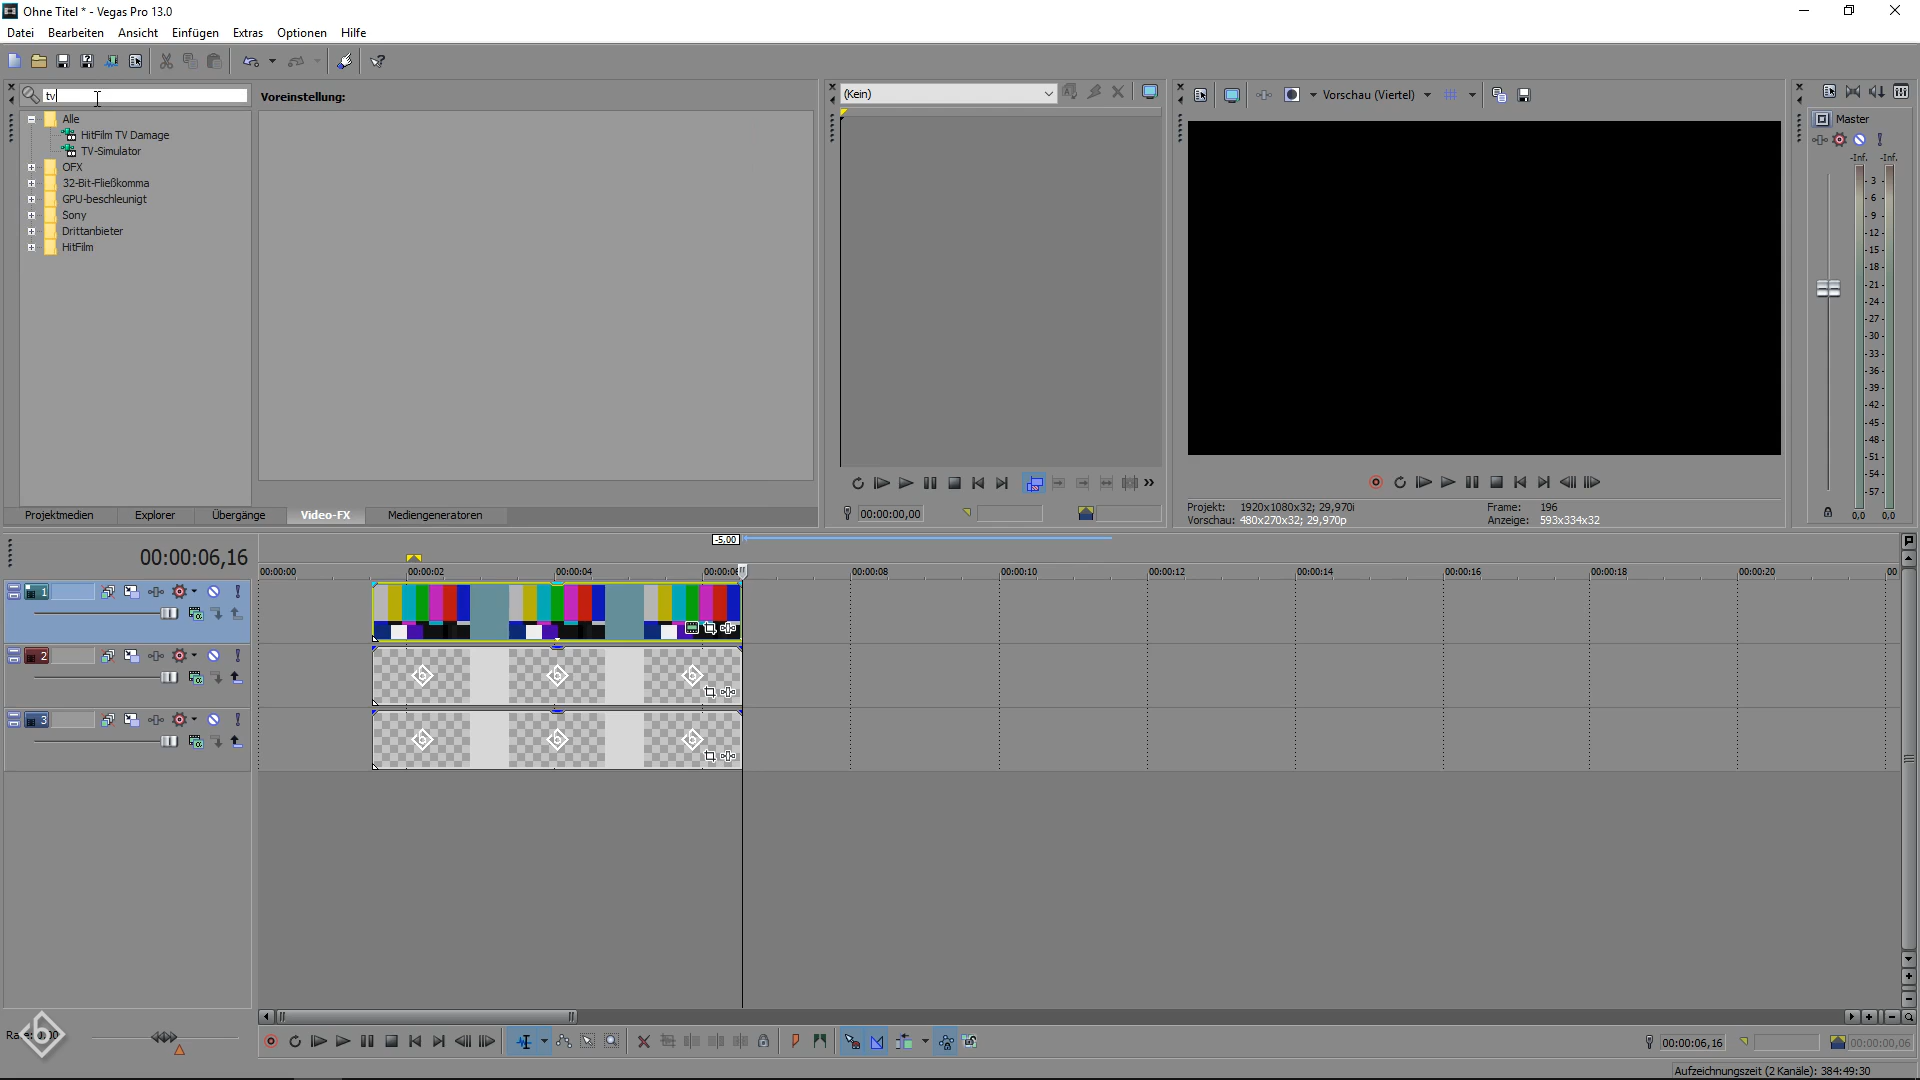 Ohne Titel * - Vegas Pro 13.0
Datei Bearbeiten Ansicht Einfügen Extras Optionen Hilfe
tv
Voreinstellung:
Alle
HitFilm TV Damage
TV-Simulator
OFX
32-Bit-Fließkomma
GPU-beschleunigt
Sony
Drittanbieter
HitFilm
Projektmedien Explorer Übergänge Video-FX Mediengeneratoren
(Kein)
00:00:00,00
Vorschau (Viertel)
Projekt: 1920x1080x32; 29,970i
Vorschau: 480x270x32; 29,970p
Frame: 196
Anzeige: 593x334x32
Master
-Inf. -Inf.
- 3 -
- 6 -
- 9 -
-12-
-15-
-18-
-21-
-24-
-27-
-30-
-33-
-36-
-39-
-42-
-45-
-48-
-51-
-54-
-57-
0,0 0,0
00:00:06,16
-5,00
00:00:00 00:00:02 00:00:04 00:00:08 00:00:10 00:00:12 00:00:14 00:00:16 00:00:18 00:00:20 00
1
2
3
00:00:06,16
00:00:00,06
Aufzeichnungszeit (2 Kanäle): 384:49:30